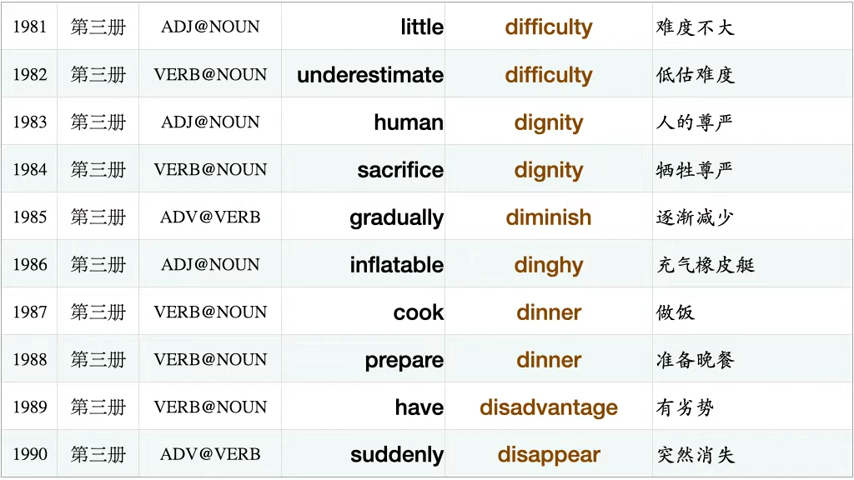 1981 第三册 ADJ@NOUN little difficulty 难度不大
1982 第三册 VERB@NOUN underestimate difficulty 低估难度
1983 第三册 ADJ@NOUN human dignity 人的尊严
1984 第三册 VERB@NOUN sacrifice dignity 牺牲尊严
1985 第三册 ADV@VERB gradually diminish 逐渐减少
1986 第三册 ADJ@NOUN inflatable dinghy 充气橡皮艇
1987 第三册 VERB@NOUN cook dinner 做饭
1988 第三册 VERB@NOUN prepare dinner 准备晚餐
1989 第三册 VERB@NOUN have disadvantage 有劣势
1990 第三册 ADV@VERB suddenly disappear 突然消失